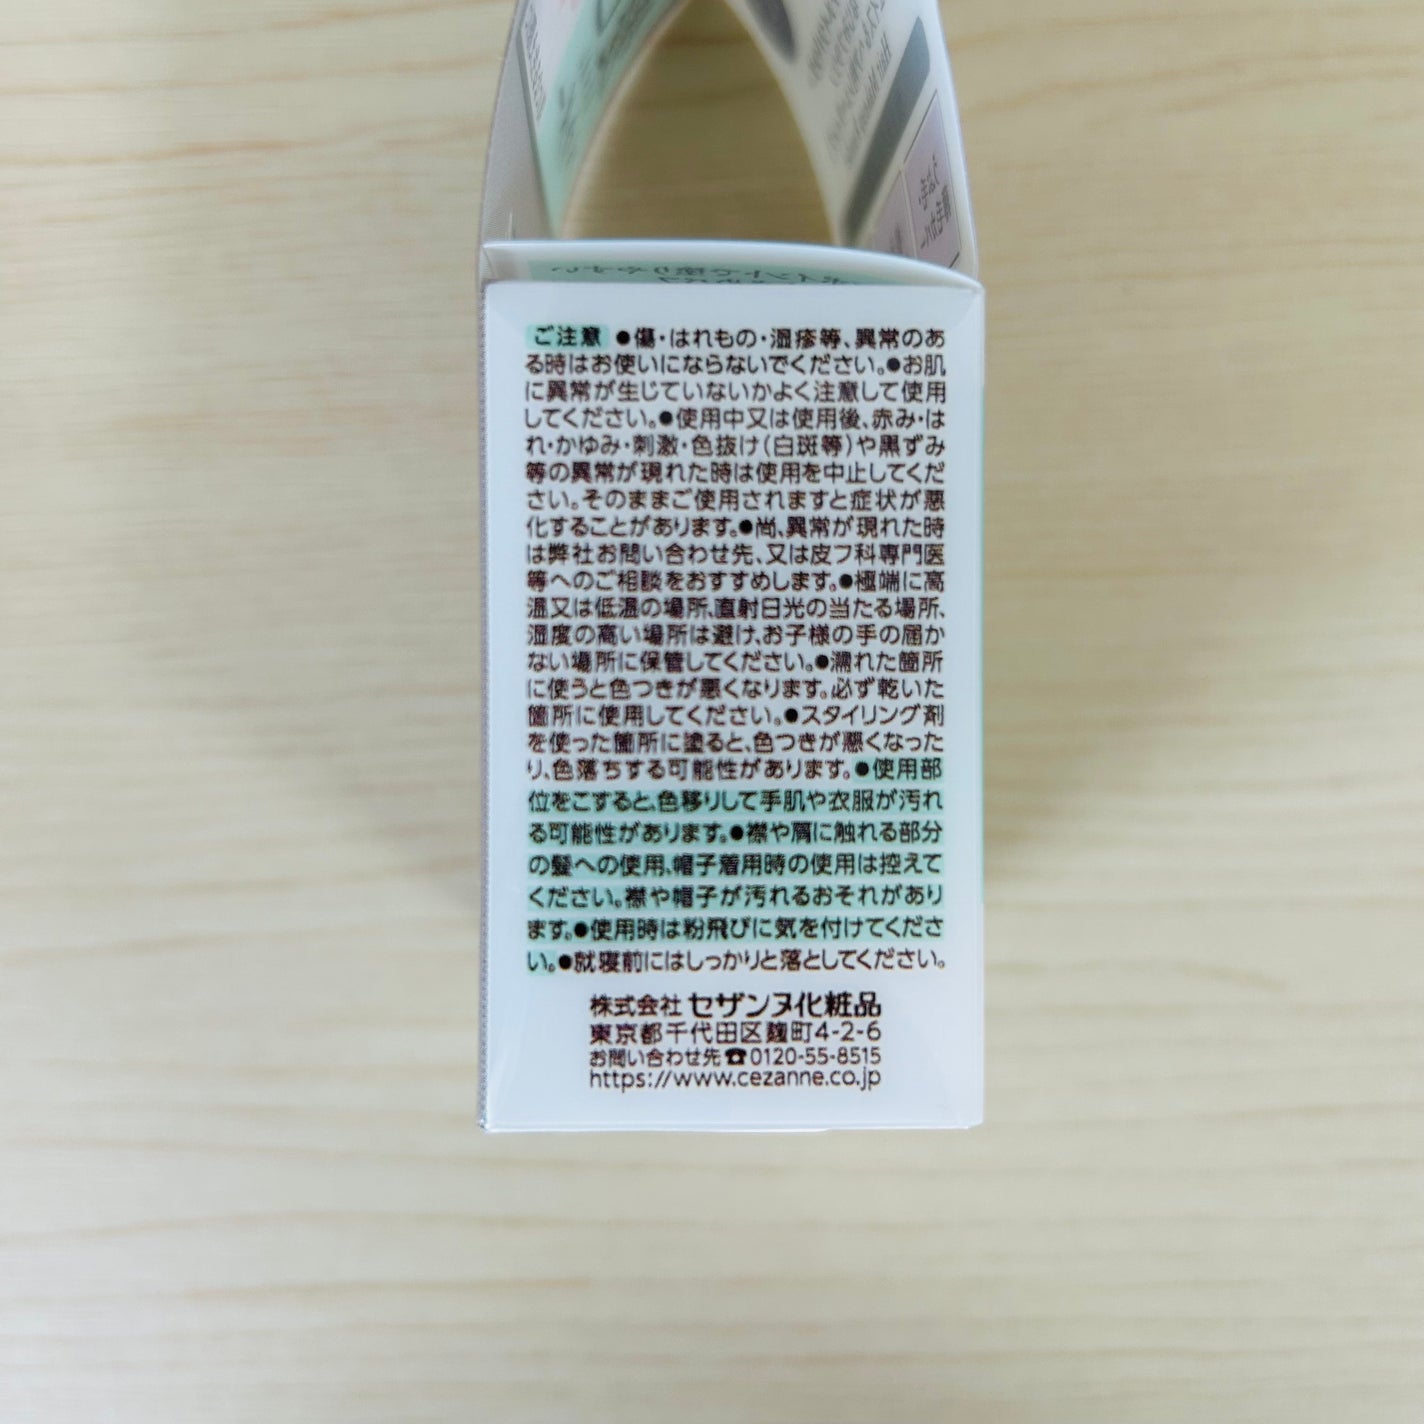 ご注意 ●傷・はれもの・湿疹等、異常のあ
る時はお使いにならないでください。●お肌
に異常が生じていないかよく注意して使用
してください。●使用中又は使用後、赤み・は
れ・かゆみ・刺激・色抜け(白斑等)や黒ずみ
等の異常が現れた時は使用を中止してくだ
さい。そのままご使用されますと症状が悪
化することがあります。●尚、異常が現れた時
は弊社お問い合わせ先、又は皮フ科専門医
等へのご相談をおすすめします。●極端に高
温又は低温の場所、直射日光の当たる場所、
湿度の高い場所は避け、お子様の手の届か
ない場所に保管してください。●濡れた箇所
に使うと色つきが悪くなります。必ず乾いた
箇所に使用してください。●スタイリング剤
を使った箇所に塗ると、色つきが悪くなった
り、色落ちする可能性があります。●使用部
位をこすると、色移りして手肌や衣服が汚れ
る可能性があります。●襟や肩に触れる部分
の髪への使用、帽子着用時の使用は控えて
ください。襟や帽子が汚れるおそれがあり
ます。●使用時は粉飛びに気を付けてくださ
い。●就寝前にはしっかりと落としてください。
株式会社 セザンヌ化粧品
東京都千代田区麹町4-2-6
お問い合わせ先☎0120-55-8515
https://www.cezanne.co.jp